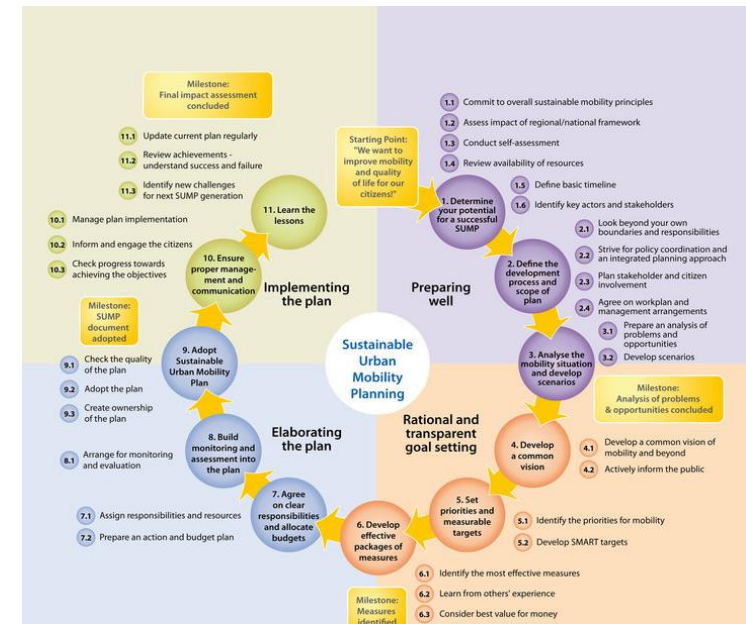 Milestone:
Final impact assessment
concluded
11.1 Update current plan regularly
11.2 Review achievements -
understand success and failure
11.3 Identify new challenges
for next SUMP generation
11. Learn the
lessons
10.1 Manage plan implementation
10.2 Inform and engage the citizens
10.3 Check progress towards
achieving the objectives
10. Ensure
proper manage-
ment and
communication
Implementing
the plan
Starting Point:
"We want to
improve mobility
and quality
of life for our
citizens!"
1.1 Commit to overall sustainable mobility principles
1.2 Assess impact of regional/national framework
1.3 Conduct self-assessment
1.4 Review availability of resources
1.5 Define basic timeline
1.6 Identify key actors and stakeholders
1. Determine
your potential
for a successful
SUMP
2.1 Look beyond your own
boundaries and responsibilities
2.2 Strive for policy coordination and
an integrated planning approach
2.3 Plan stakeholder and citizen
involvement
2.4 Agree on workplan and
management arrangements
2. Define the
development
process and
scope of
plan
Preparing
well
3.1 Prepare an analysis of
problems and
opportunities
3.2 Develop scenarios
3. Analyse the
mobility situation
and develop
scenarios
Milestone:
Analysis of problems
& opportunities concluded
Sustainable
Urban
Mobility
Planning
Milestone:
SUMP
document
adopted
9. Adopt
Sustainable
Urban Mobility
Plan
9.1 Check the quality
of the plan
9.2 Adopt the plan
9.3 Create ownership
of the plan
8. Build
monitoring and
assessment into
the plan
8.1 Arrange for monitoring
and evaluation
Elaborating
the plan
7. Agree
on clear
responsibilities
and allocate
budgets
7.1 Assign responsibilities and resources
7.2 Prepare an action and budget plan
Rational and
transparent
goal setting
4. Develop
a common
vision
4.1 Develop a common vision of
mobility and beyond
4.2 Actively inform the public
5. Set
priorities and
measurable
targets
5.1 Identify the priorities for mobility
5.2 Develop SMART targets
6. Develop
effective
packages of
measures
6.1 Identify the most effective measures
6.2 Learn from others' experience
6.3 Consider best value for money
Milestone:
Measures
identified